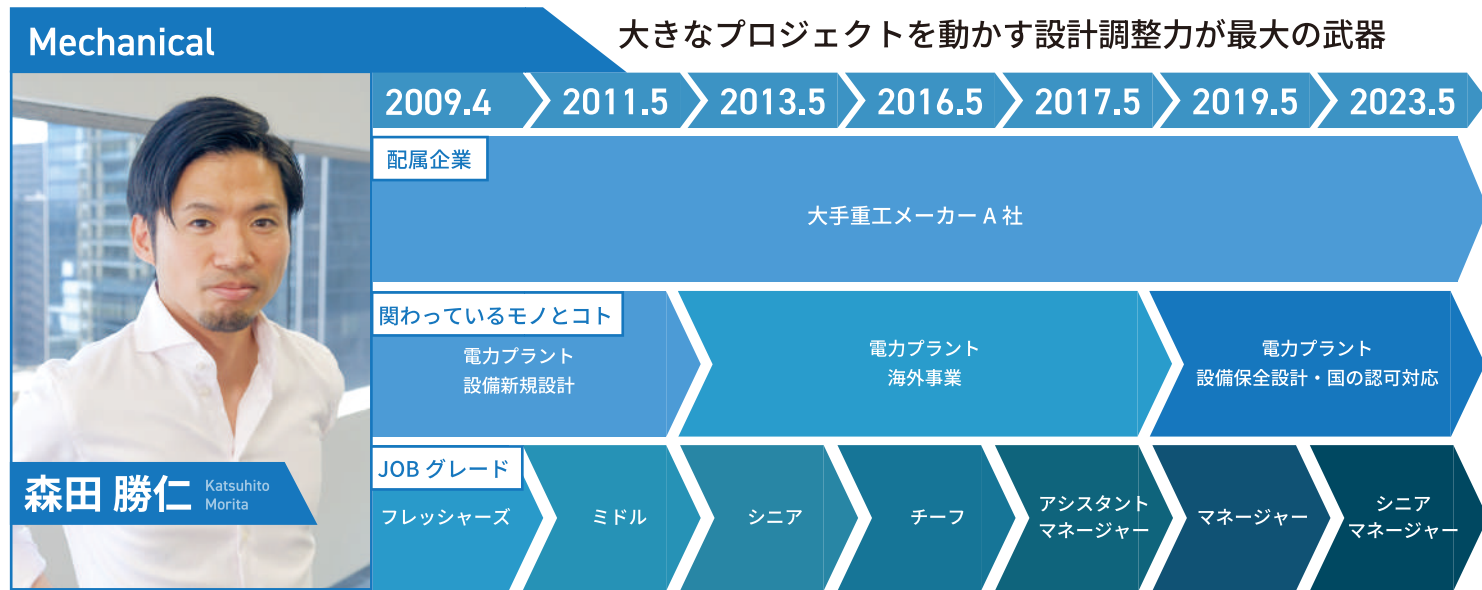 Mechanical
大きなプロジェクトを動かす設計調整力が最大の武器
2009.4
2011.5
2013.5
2016.5
2017.5
2019.5
2023.5
配属企業
大手重工メーカー A 社
関わっているモノとコト
電力プラント
設備新規設計
電力プラント
海外事業
電力プラント
設備保全設計・国の認可対応
JOB グレード
フレッシャーズ
ミドル
シニア
チーフ
アシスタント
マネージャー
マネージャー
シニア
マネージャー
森田 勝仁
Katsuhito
Morita